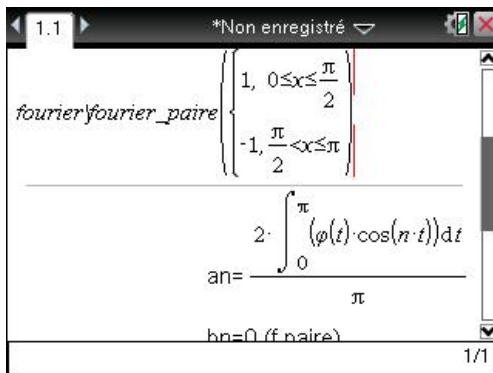 1.1 *Non enregistré
fourier\fourier_paire({1, 0≤x≤π/2
-1, π/2<x≤π)
an= 2·∫₀^π (φ(t)·cos(n·t))dt / π
bn=0 (f paire)
1/1